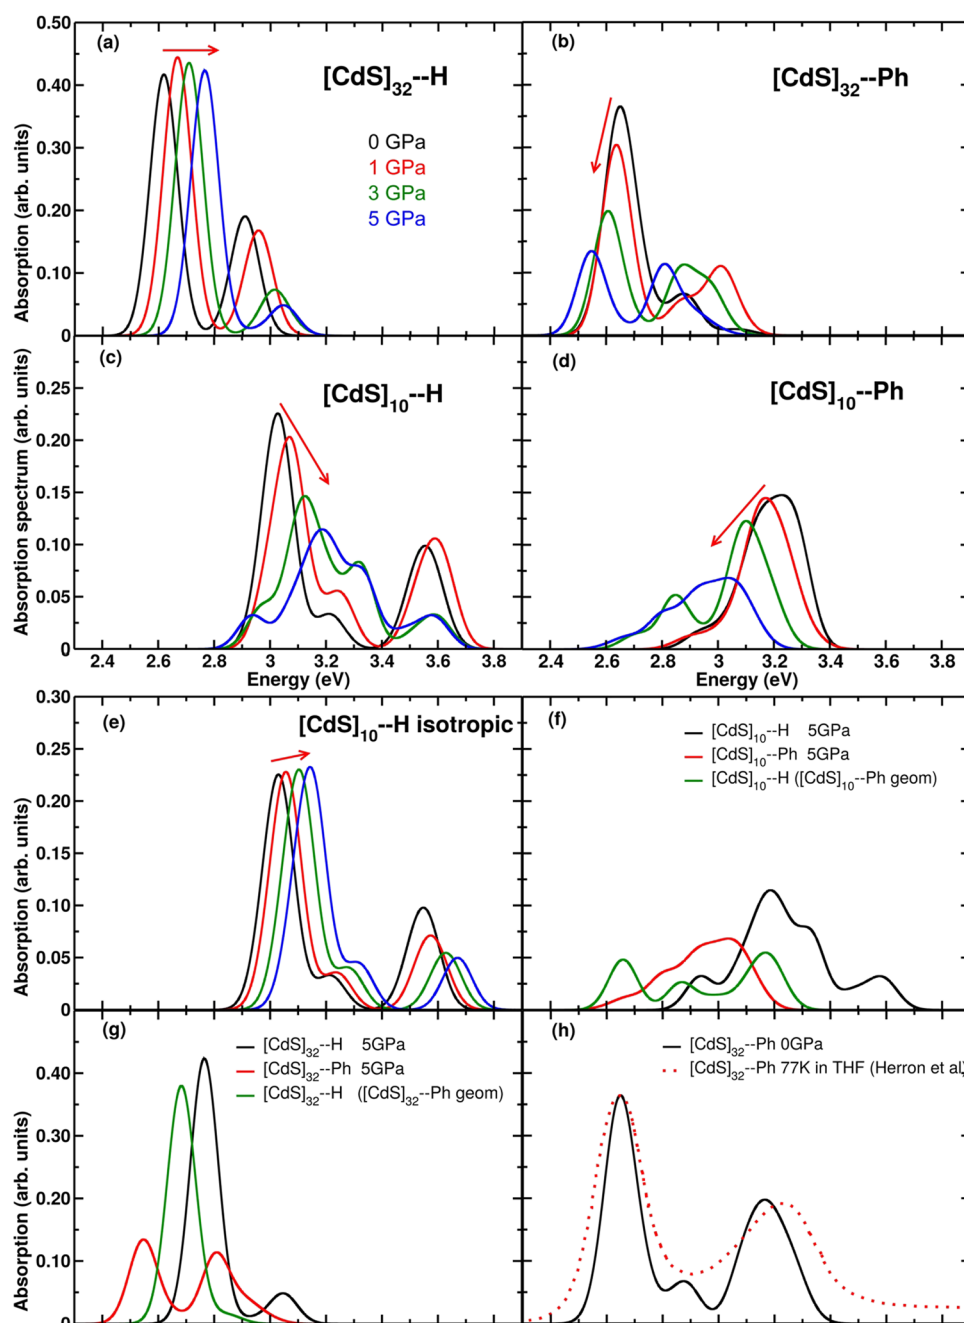 (a)
[CdS]32--H
0 GPa
1 GPa
3 GPa
5 GPa
0.50
0.40
0.30
0.20
0.10
0
Absorption (arb. units)
(b)
[CdS]32--Ph
(c)
[CdS]10--H
0.25
0.20
0.15
0.10
0.05
0
Absorption spectrum (arb. units)
2.4 2.6 2.8 3 3.2 3.4 3.6 3.8
Energy (eV)
(d)
[CdS]10--Ph
2.4 2.6 2.8 3 3.2 3.4 3.6 3.8
Energy (eV)
(e)
[CdS]10--H isotropic
0.30
0.25
0.20
0.15
0.10
0.05
0
Absorption (arb. units)
(f)
[CdS]10--H 5GPa
[CdS]10--Ph 5GPa
[CdS]10--H ([CdS]10--Ph geom)
(g)
[CdS]32--H 5GPa
[CdS]32--Ph 5GPa
[CdS]32--H ([CdS]32--Ph geom)
0.40
0.30
0.20
0.10
0
Absorption (arb. units)
(h)
[CdS]32--Ph 0GPa
[CdS]32--Ph 77K in THF (Herron et al)